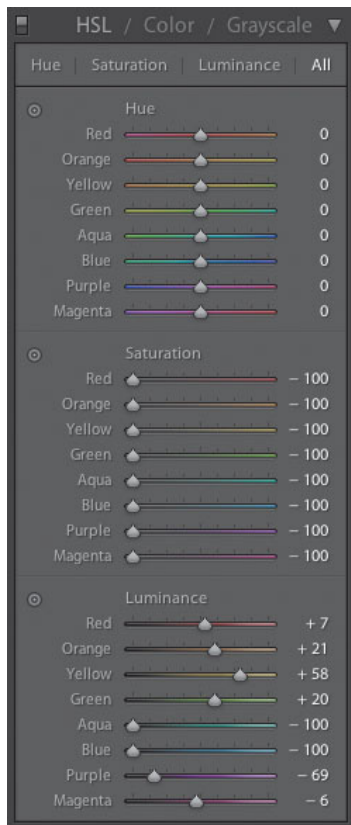 HSL / Color / Grayscale ▼
Hue | Saturation | Luminance | All
Hue
Red 0
Orange 0
Yellow 0
Green 0
Aqua 0
Blue 0
Purple 0
Magenta 0
Saturation
Red – 100
Orange – 100
Yellow – 100
Green – 100
Aqua – 100
Blue – 100
Purple – 100
Magenta – 100
Luminance
Red + 7
Orange + 21
Yellow + 58
Green + 20
Aqua – 100
Blue – 100
Purple – 69
Magenta – 6